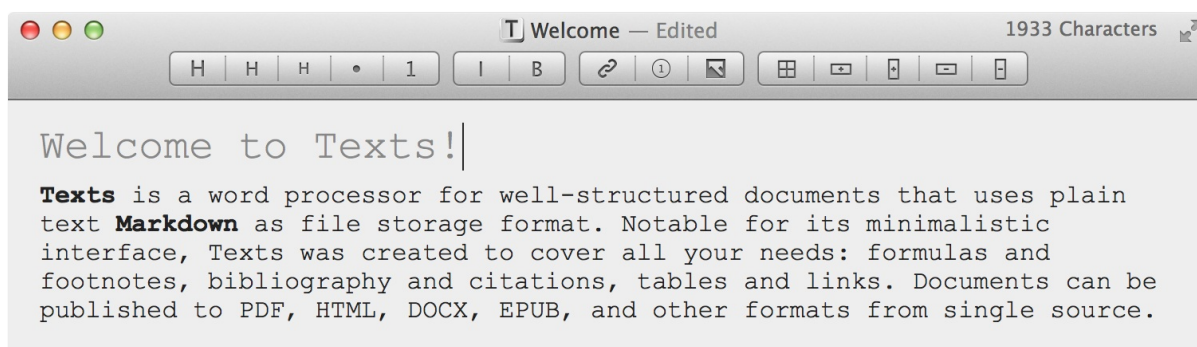 T Welcome — Edited
1933 Characters
H H H • 1 I B 1
Welcome to Texts!
Texts is a word processor for well-structured documents that uses plain
text Markdown as file storage format. Notable for its minimalistic
interface, Texts was created to cover all your needs: formulas and
footnotes, bibliography and citations, tables and links. Documents can be
published to PDF, HTML, DOCX, EPUB, and other formats from single source.